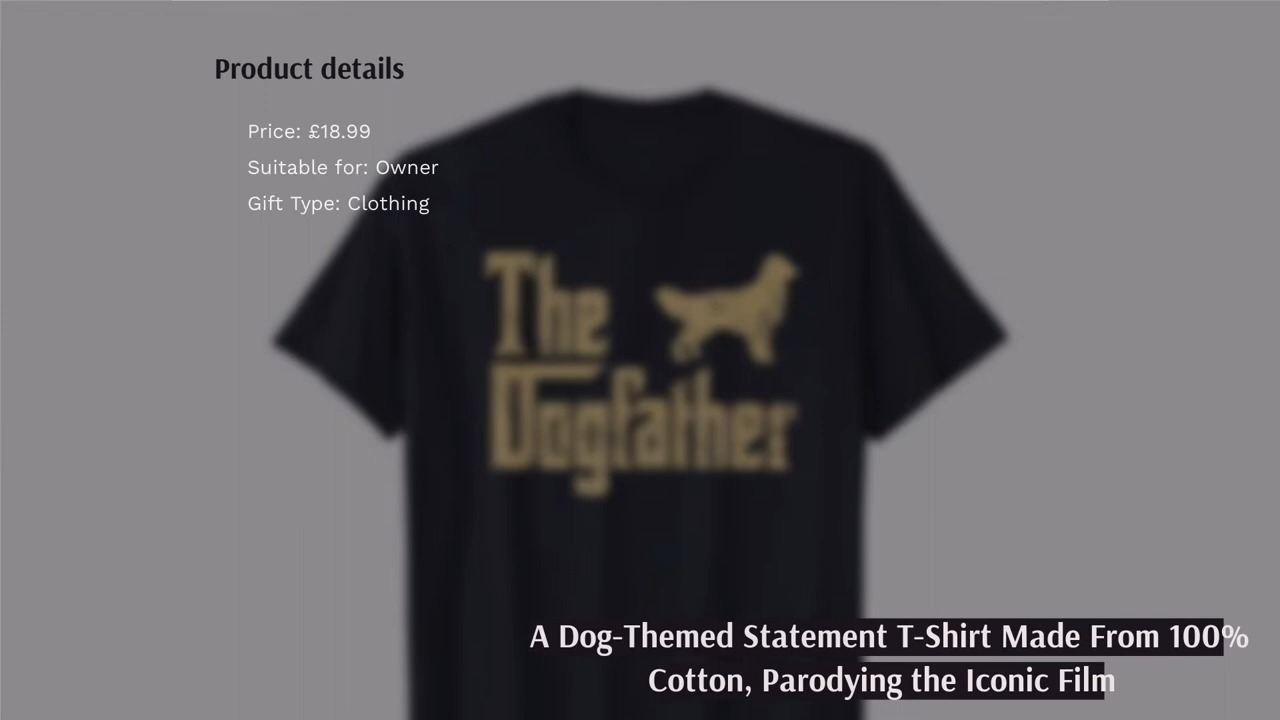 Product details
Price: £18.99
Suitable for: Owner
Gift Type: Clothing
The
Dogfather
A Dog-Themed Statement T-Shirt Made From 100%
Cotton, Parodying the Iconic Film